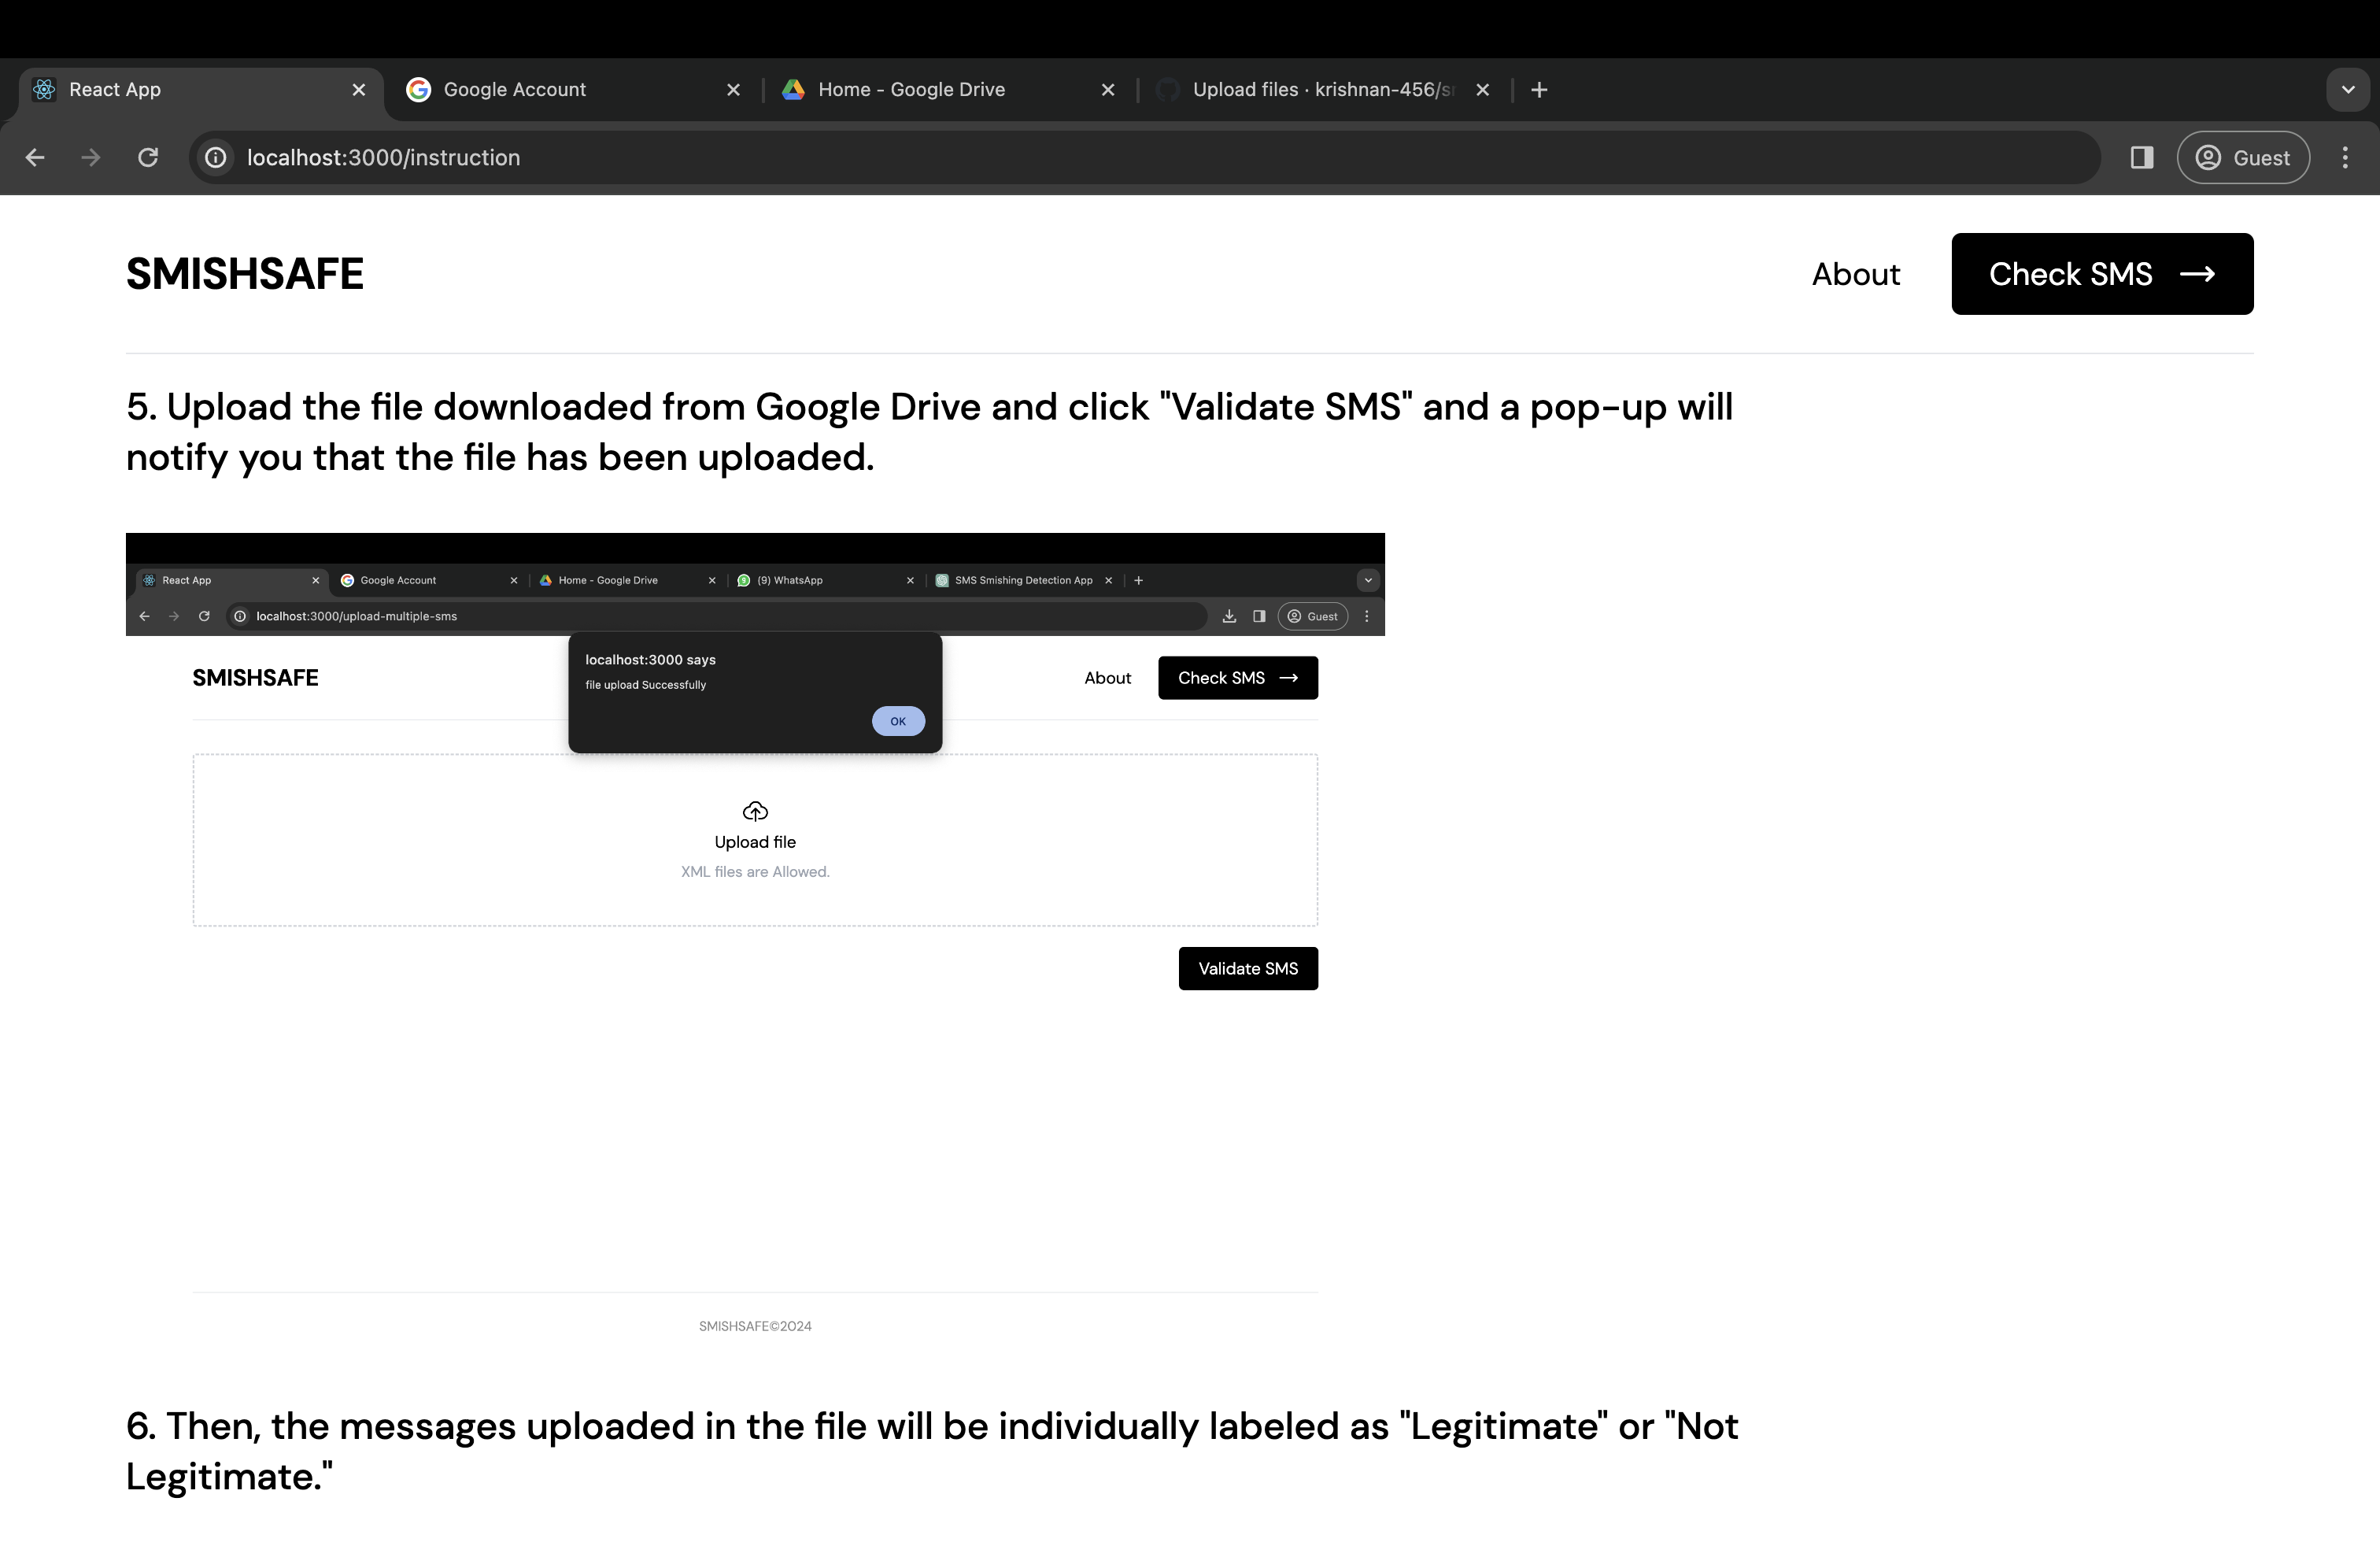 React App
Google Account
Home - Google Drive
Upload files · krishnan-456/
localhost:3000/instruction
Guest
SMISHSAFE
About
Check SMS
5. Upload the file downloaded from Google Drive and click "Validate SMS" and a pop-up will
notify you that the file has been uploaded.
React App
Google Account
Home - Google Drive
(9) WhatsApp
SMS Smishing Detection App
localhost:3000/upload-multiple-sms
Guest
localhost:3000 says
file upload Successfully
OK
SMISHSAFE
About
Check SMS
Upload file
XML files are Allowed.
Validate SMS
SMISHSAFE©2024
6. Then, the messages uploaded in the file will be individually labeled as "Legitimate" or "Not
Legitimate."